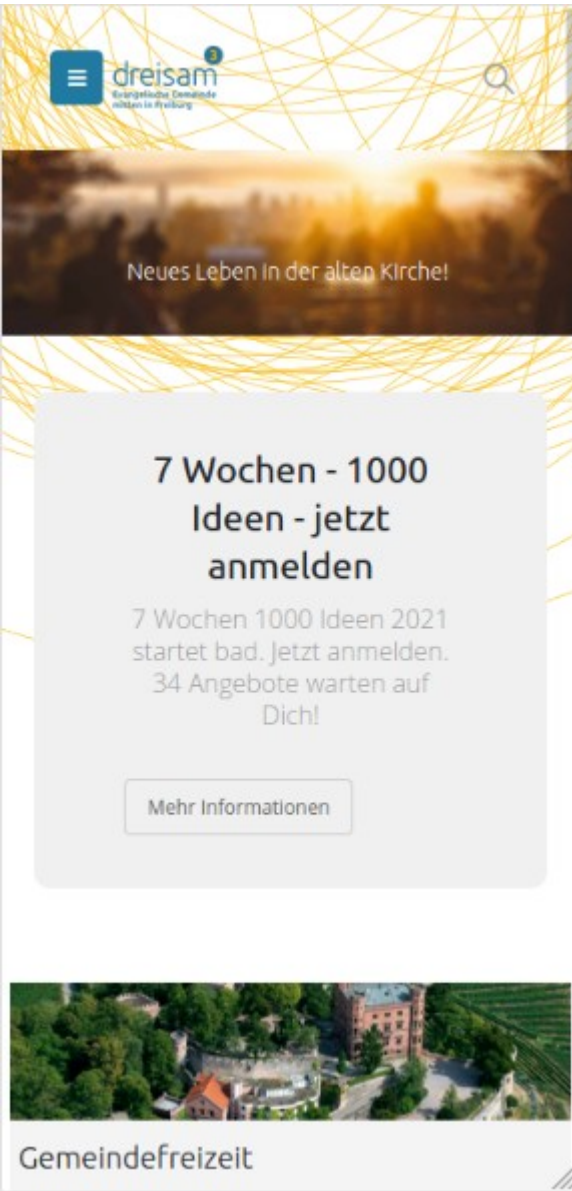 dreisam
3
Evangelische Gemeinde
mitten in Freiburg
Neues Leben in der alten Kirche!
7 Wochen - 1000
Ideen - jetzt
anmelden
7 Wochen 1000 Ideen 2021
startet bad. Jetzt anmelden.
34 Angebote warten auf
Dich!
Mehr Informationen
Gemeindefreizeit